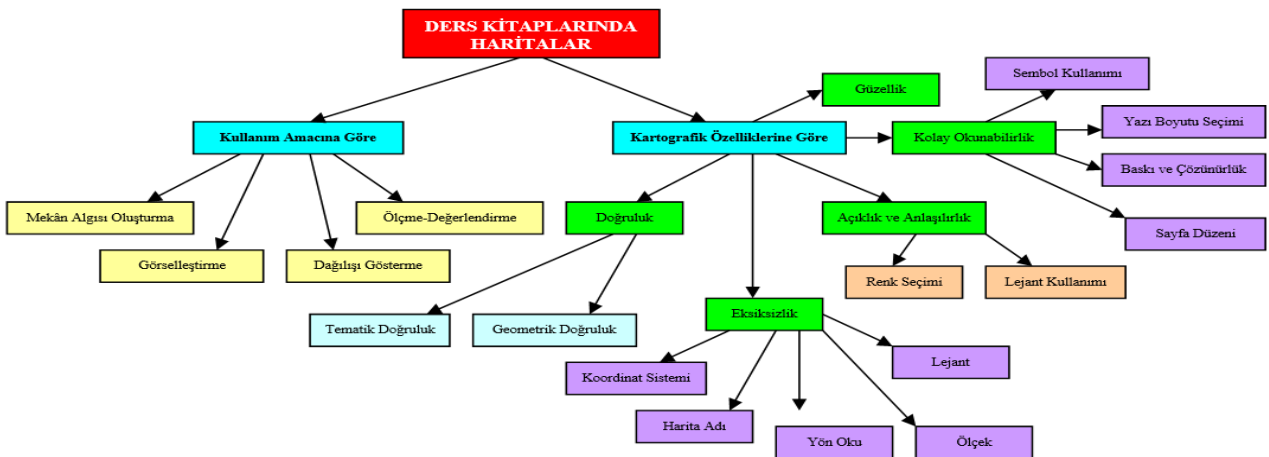 DERS KİTAPLARINDA
HARİTALAR
Sembol Kullanımı
Güzellik
Yazı Boyutu Seçimi
Kullanım Amacına Göre
Kartografik Özelliklerine Göre
Kolay Okunabilirlik
Baskı ve Çözünürlük
Mekân Algısı Oluşturma
Ölçme-Değerlendirme
Doğruluk
Açıklık ve Anlaşılırlık
Sayfa Düzeni
Görselleştirme
Dağılışı Gösterme
Renk Seçimi
Lejant Kullanımı
Tematik Doğruluk
Geometrik Doğruluk
Eksiksizlik
Lejant
Koordinat Sistemi
Harita Adı
Yön Oku
Ölçek